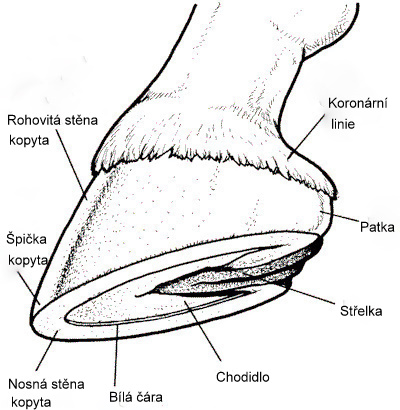 Koronární
linie
Rohovitá stěna
kopyta
Patka
Špička
kopyta
Střelka
Chodidlo
Nosná stěna
kopyta
Bílá čára